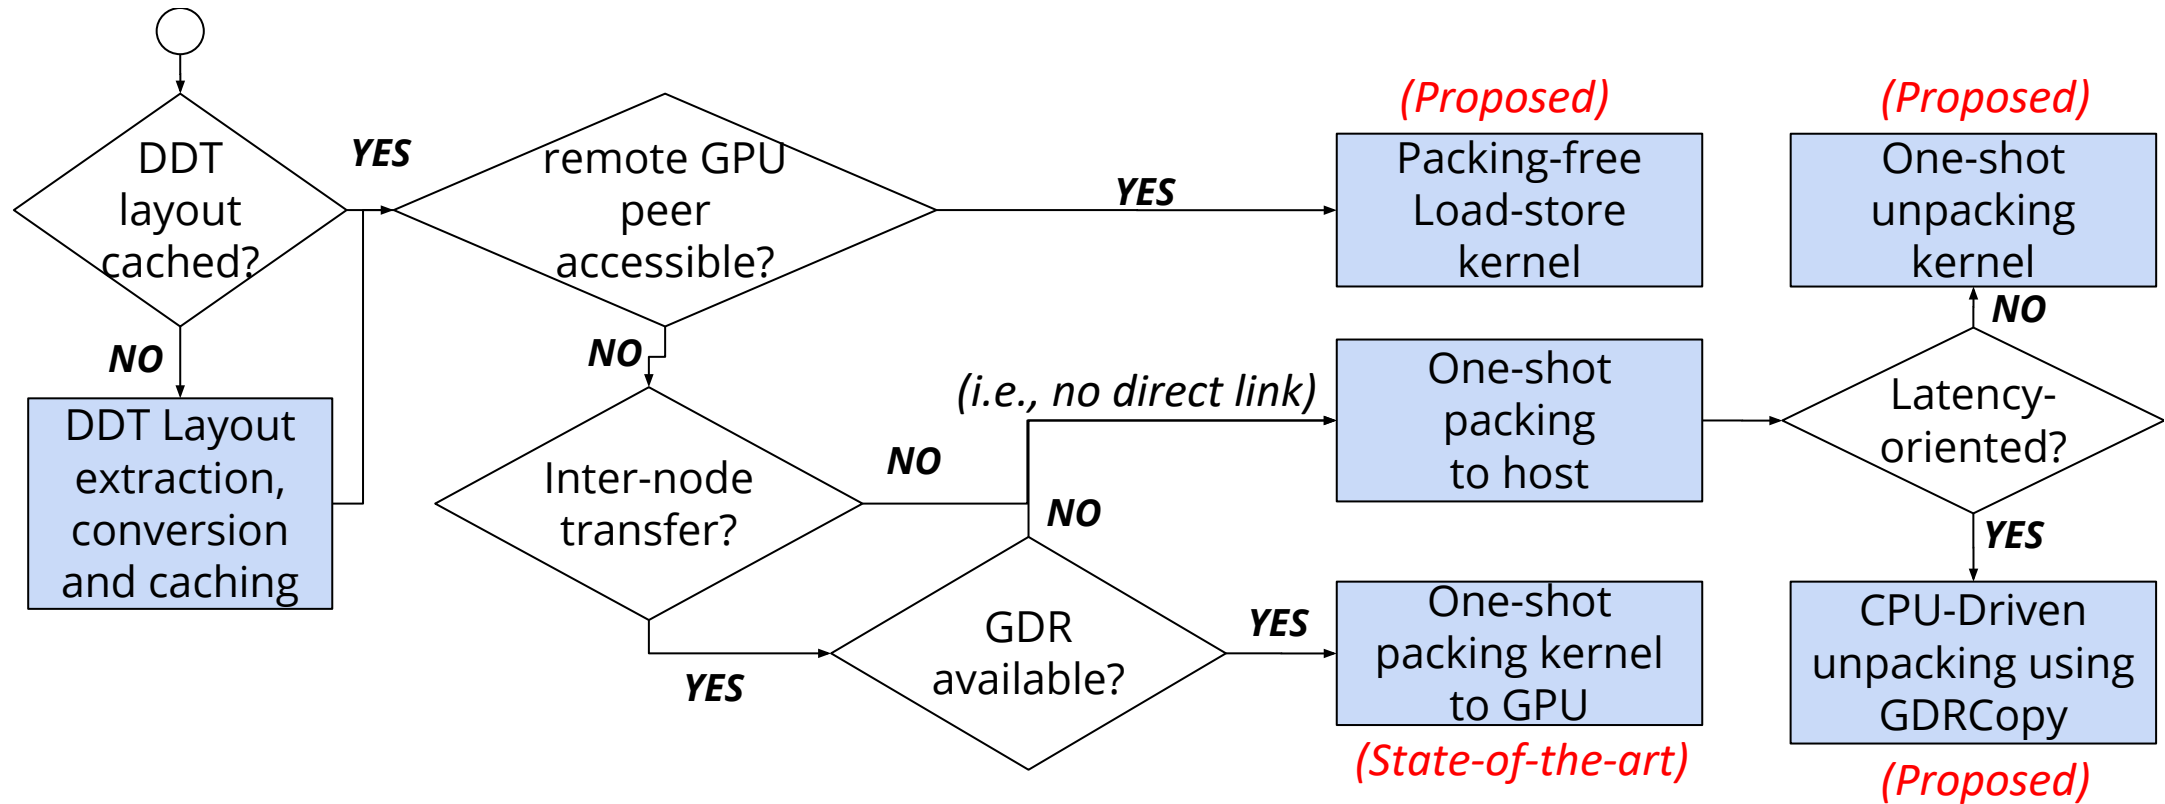 DDT
layout
cached?
YES
NO
DDT Layout
extraction,
conversion
and caching
remote GPU
peer
accessible?
YES
NO
Inter-node
transfer?
NO
YES
(i.e., no direct link)
GDR
available?
NO
YES
(Proposed)
Packing-free
Load-store
kernel
One-shot
packing
to host
One-shot
packing kernel
to GPU
(State-of-the-art)
(Proposed)
One-shot
unpacking
kernel
NO
Latency-
oriented?
YES
CPU-Driven
unpacking using
GDRCopy
(Proposed)